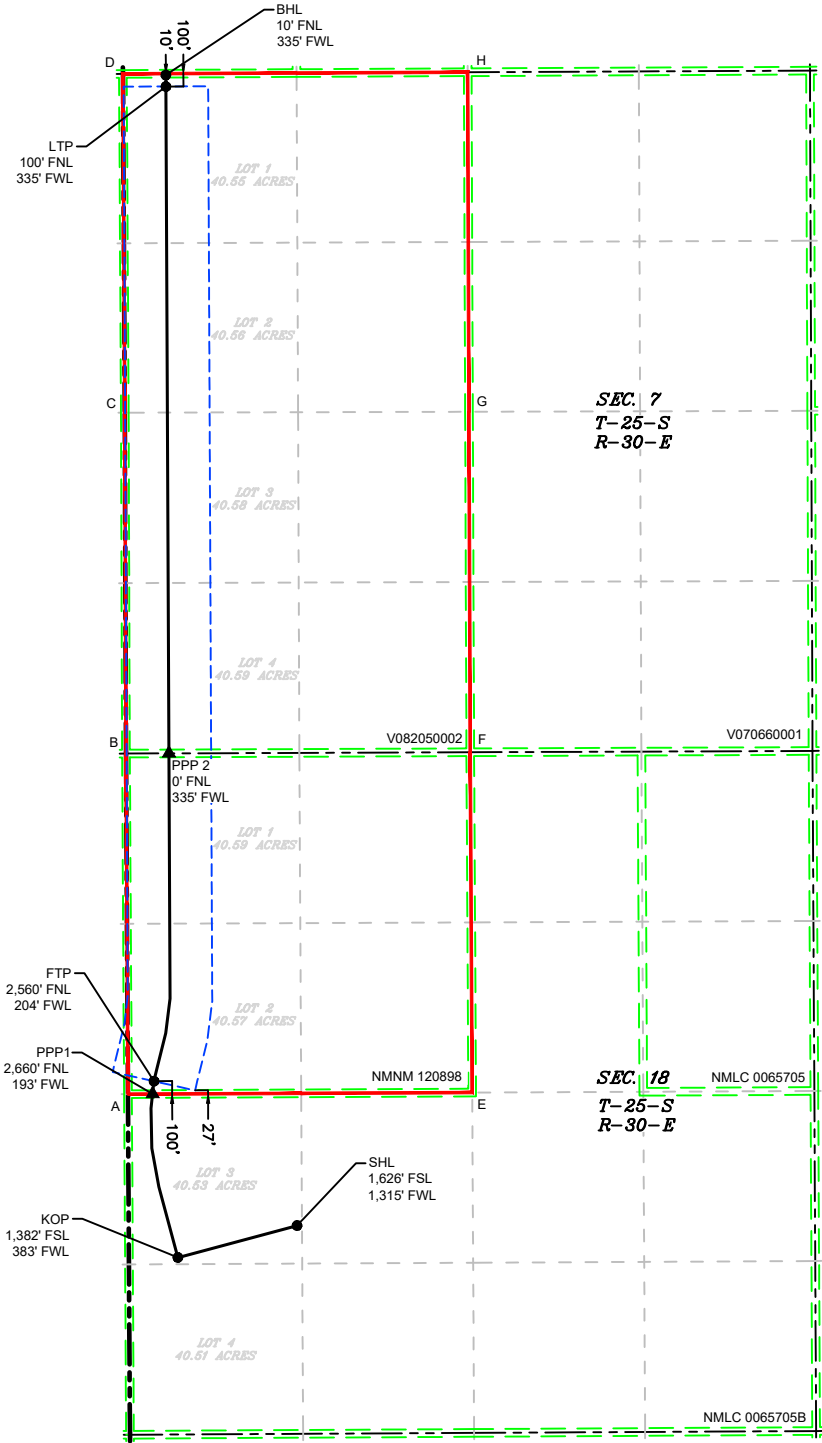 BHL
10' FNL
335' FWL
100'
10'
D
H
LTP
100' FNL
335' FWL
LOT 1
40.55 ACRES
LOT 2
40.56 ACRES
C
G
SEC. 7
T-25-S
R-30-E
LOT 3
40.58 ACRES
LOT 4
40.59 ACRES
B
V082050002
F
V070660001
PPP 2
0' FNL
335' FWL
LOT 1
40.59 ACRES
FTP
2,560' FNL
204' FWL
LOT 2
40.57 ACRES
PPP1
2,660' FNL
193' FWL
NMNM 120898
SEC. 18
T-25-S
R-30-E
NMLC 0065705
A
E
100'
27'
LOT 3
40.53 ACRES
SHL
1,626' FSL
1,315' FWL
KOP
1,382' FSL
383' FWL
LOT 4
40.51 ACRES
NMLC 0065705B